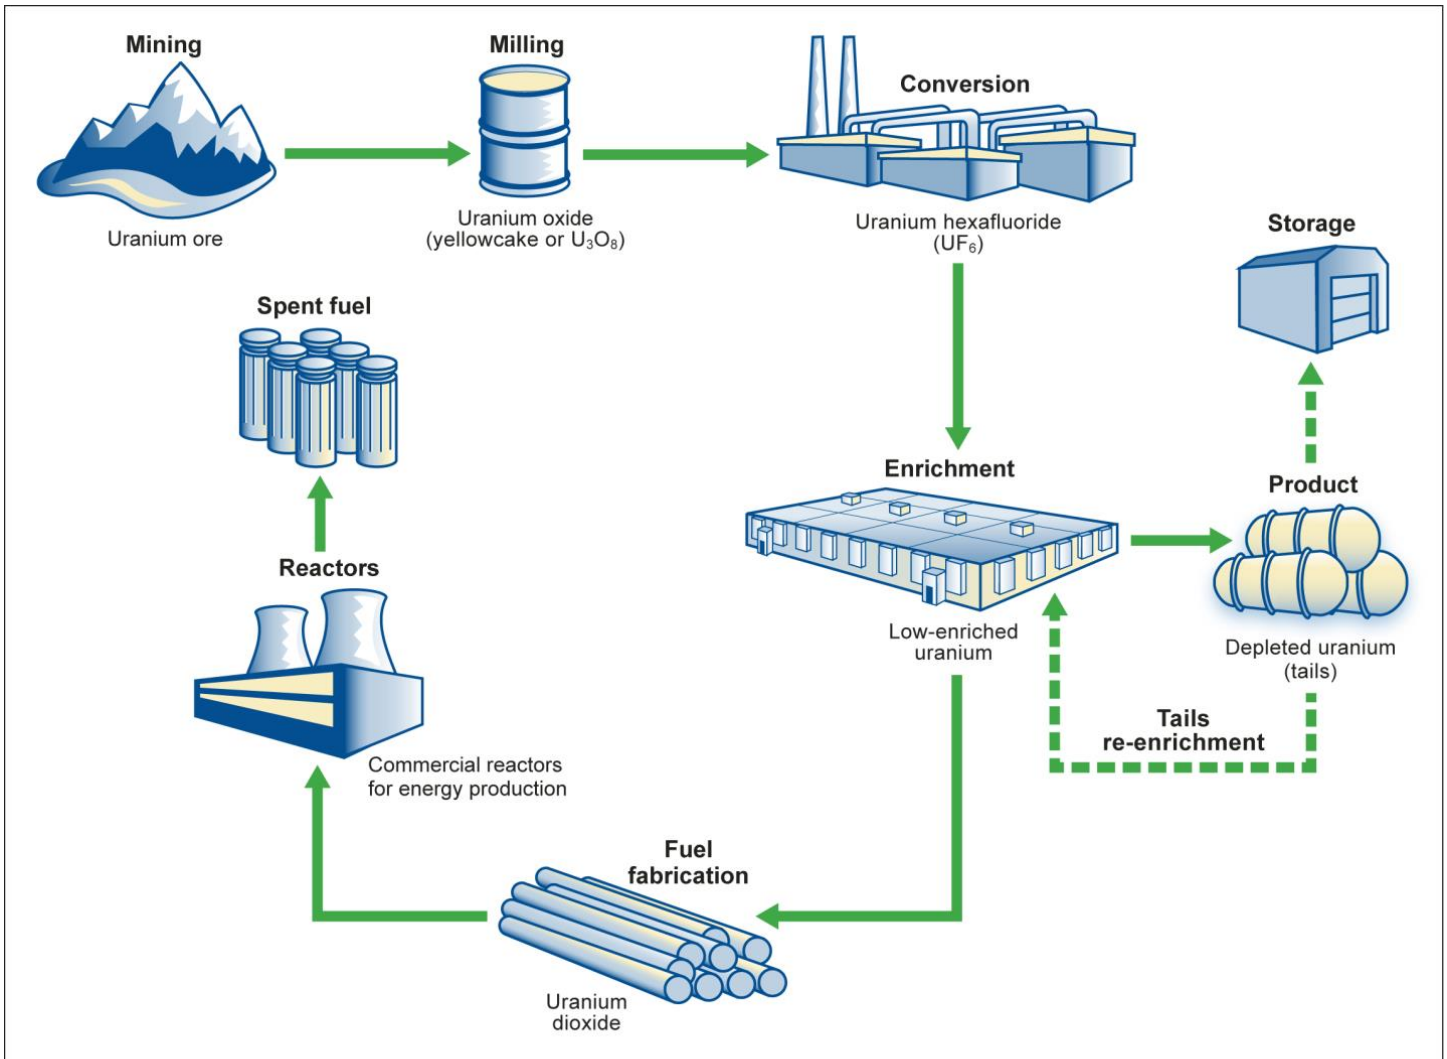 Mining
Uranium ore
Milling
Uranium oxide
(yellowcake or U₃O₈)
Conversion
Uranium hexafluoride
(UF₆)
Storage
Spent fuel
Enrichment
Low-enriched
uranium
Product
Depleted uranium
(tails)
Tails
re-enrichment
Reactors
Commercial reactors
for energy production
Fuel
fabrication
Uranium
dioxide